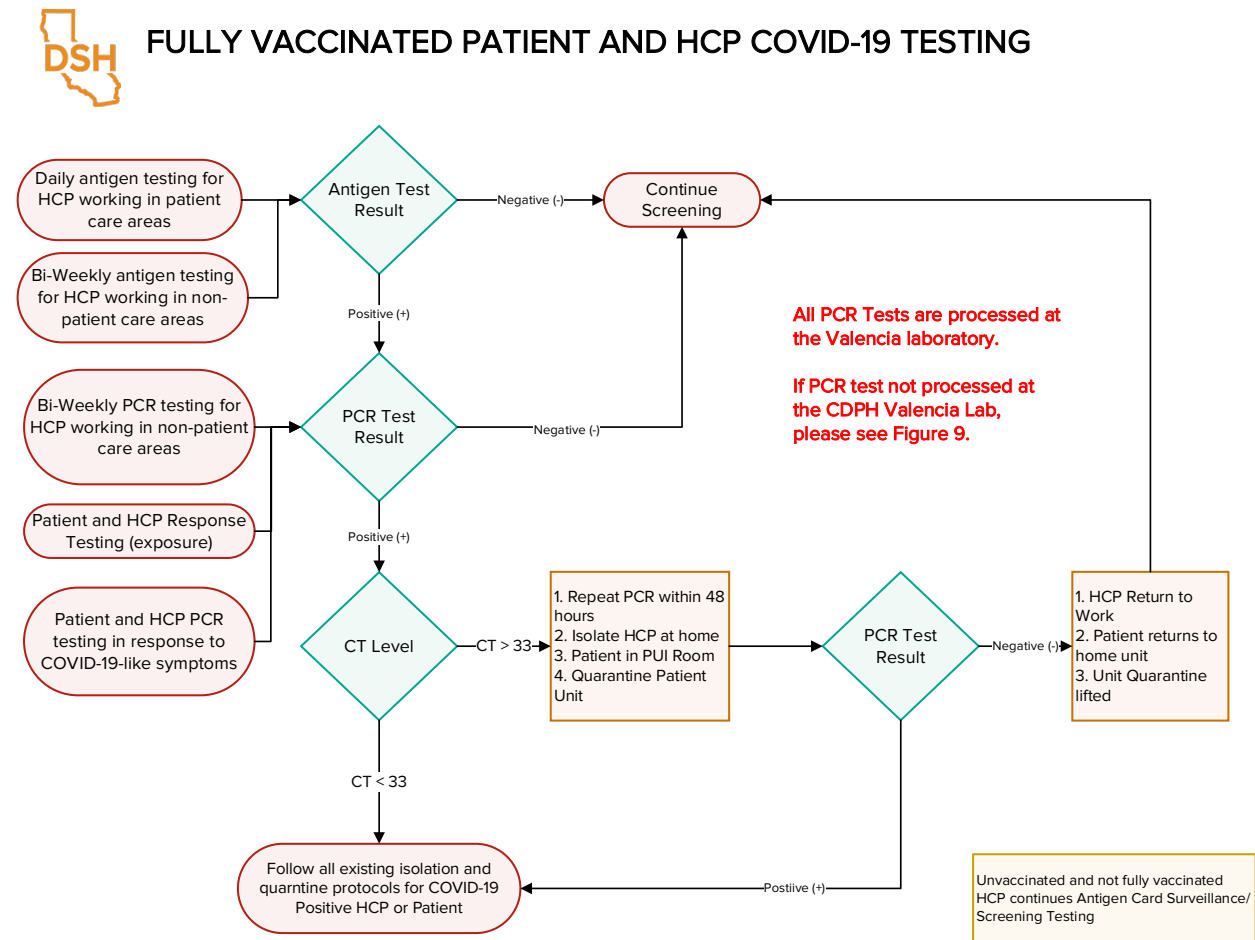 DSH
FULLY VACCINATED PATIENT AND HCP COVID-19 TESTING
Daily antigen testing for
HCP working in patient
care areas
Antigen Test
Result
Negative (-)
Continue
Screening
Bi-Weekly antigen testing
for HCP working in non-
patient care areas
Positive (+)
All PCR Tests are processed at
the Valencia laboratory.
If PCR test not processed at
the CDPH Valencia Lab,
please see Figure 9.
Bi-Weekly PCR testing for
HCP working in non-patient
care areas
PCR Test
Result
Negative (-)
Patient and HCP Response
Testing (exposure)
Positive (+)
Patient and HCP PCR
testing in response to
COVID-19-like symptoms
CT Level
CT > 33
1. Repeat PCR within 48
hours
2. Isolate HCP at home
3. Patient in PUI Room
4. Quarantine Patient
Unit
PCR Test
Result
Negative (-)
1. HCP Return to
Work
2. Patient returns to
home unit
3. Unit Quarantine
lifted
CT < 33
Follow all existing isolation and
quarntine protocols for COVID-19
Positive HCP or Patient
Postiive (+)
Unvaccinated and not fully vaccinated
HCP continues Antigen Card Surveillance/
Screening Testing